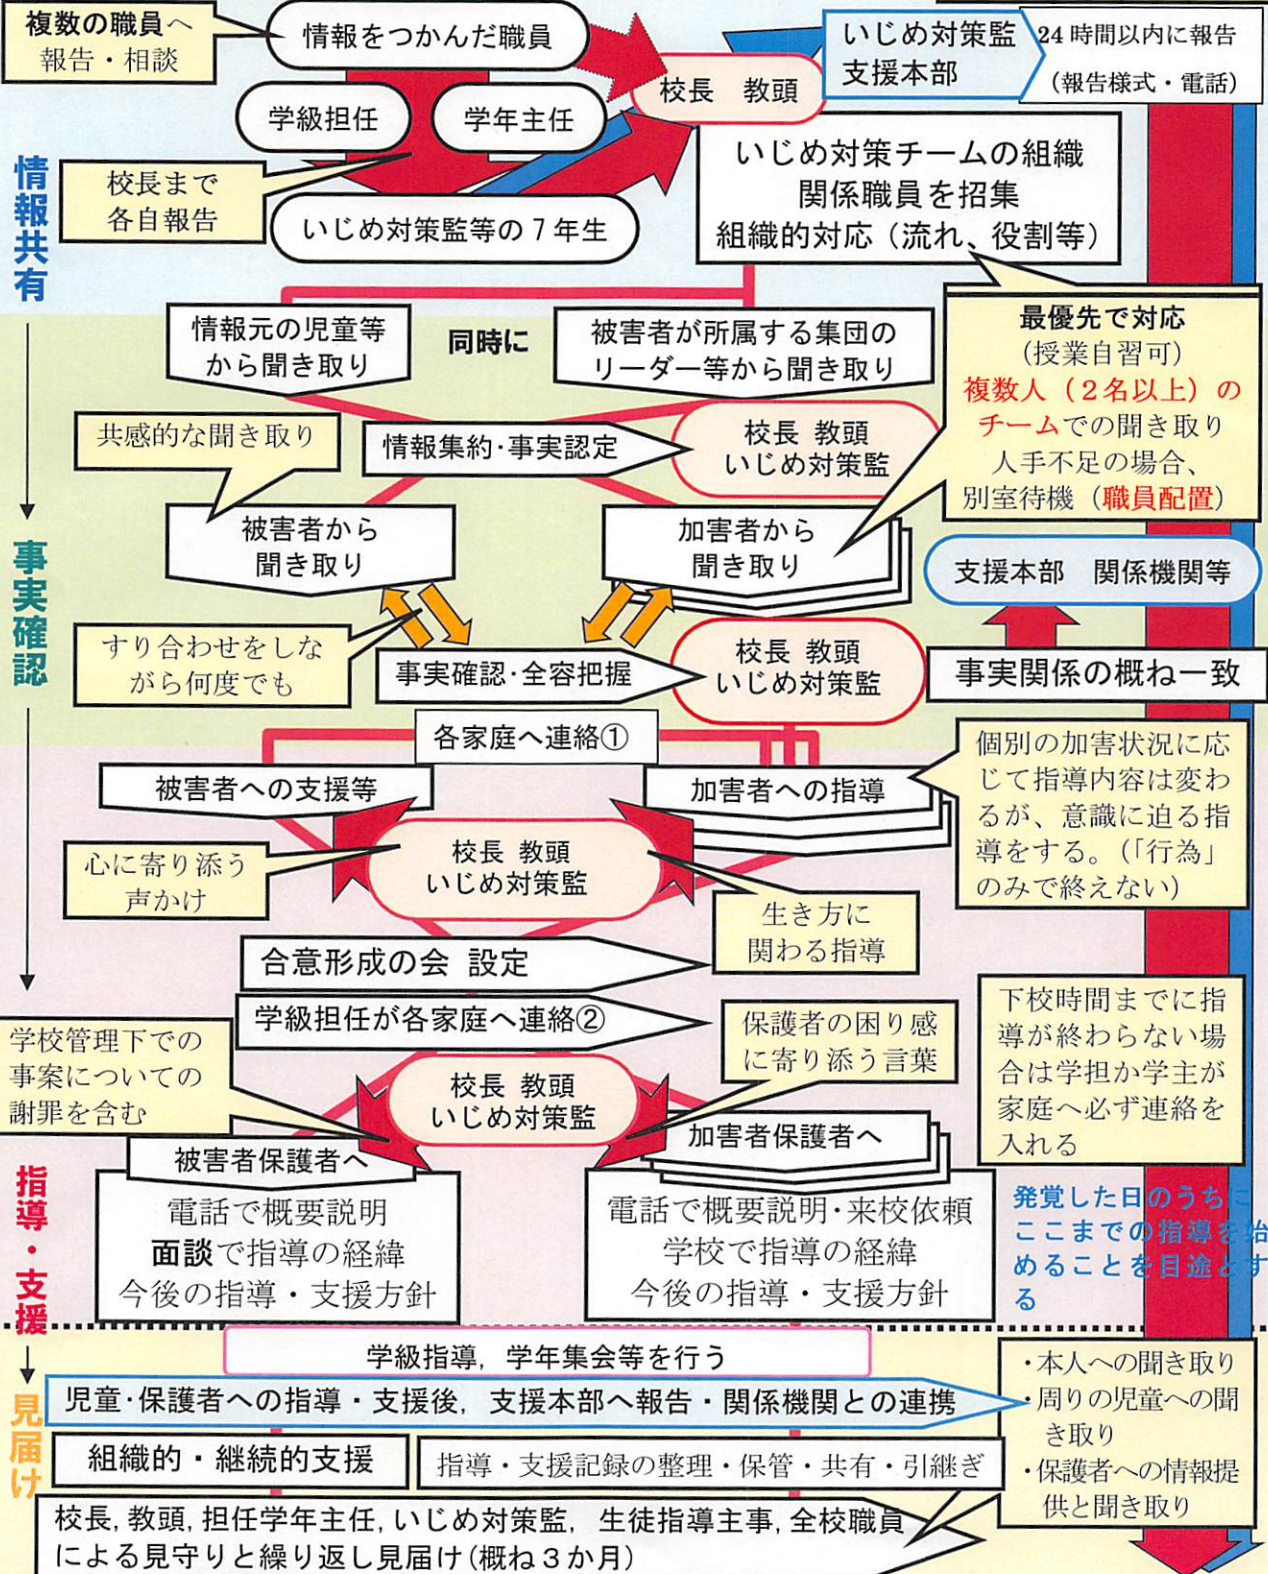 複数の職員へ
報告・相談
情報をつかんだ職員
校長　教頭
いじめ対策監
支援本部
24時間以内に報告
(報告様式・電話)
学級担任
学年主任
情報共有
校長まで
各自報告
いじめ対策監等の7年生
いじめ対策チームの組織
関係職員を招集
組織的対応（流れ、役割等）
情報元の児童等
から聞き取り
同時に
被害者が所属する集団の
リーダー等から聞き取り
最優先で対応
（授業自習可）
複数人（２名以上）の
チームでの聞き取り
人手不足の場合、
別室待機（職員配置）
共感的な聞き取り
情報集約・事実認定
校長 教頭
いじめ対策監
被害者から
聞き取り
加害者から
聞き取り
支援本部　関係機関等
事実確認
すり合わせをしな
がら何度でも
事実確認・全容把握
校長 教頭
いじめ対策監
事実関係の概ね一致
各家庭へ連絡①
被害者への支援等
加害者への指導
個別の加害状況に応
じて指導内容は変わ
るが、意識に迫る指
導をする。（「行為」
のみで終えない）
心に寄り添う
声かけ
校長 教頭
いじめ対策監
生き方に
関わる指導
合意形成の会 設定
学級担任が各家庭へ連絡②
保護者の困り感
に寄り添う言葉
下校時間までに指
導が終わらない場
合は学担か学主が
家庭へ必ず連絡を
入れる
学校管理下での
事案についての
謝罪を含む
校長 教頭
いじめ対策監
被害者保護者へ
加害者保護者へ
指導・支援
電話で概要説明
面談で指導の経緯
今後の指導・支援方針
電話で概要説明・来校依頼
学校で指導の経緯
今後の指導・支援方針
発覚した日のうちに
ここまでの指導を始
めることを目途とす
る
学級指導，学年集会等を行う
児童・保護者への指導・支援後，支援本部へ報告・関係機関との連携
・本人への聞き取り
・周りの児童への聞
き取り
・保護者への情報提
供と聞き取り
見届け
組織的・継続的支援
指導・支援記録の整理・保管・共有・引継ぎ
校長，教頭，担任学年主任，いじめ対策監，生徒指導主事，全校職員
による見守りと繰り返し見届け（概ね３か月）